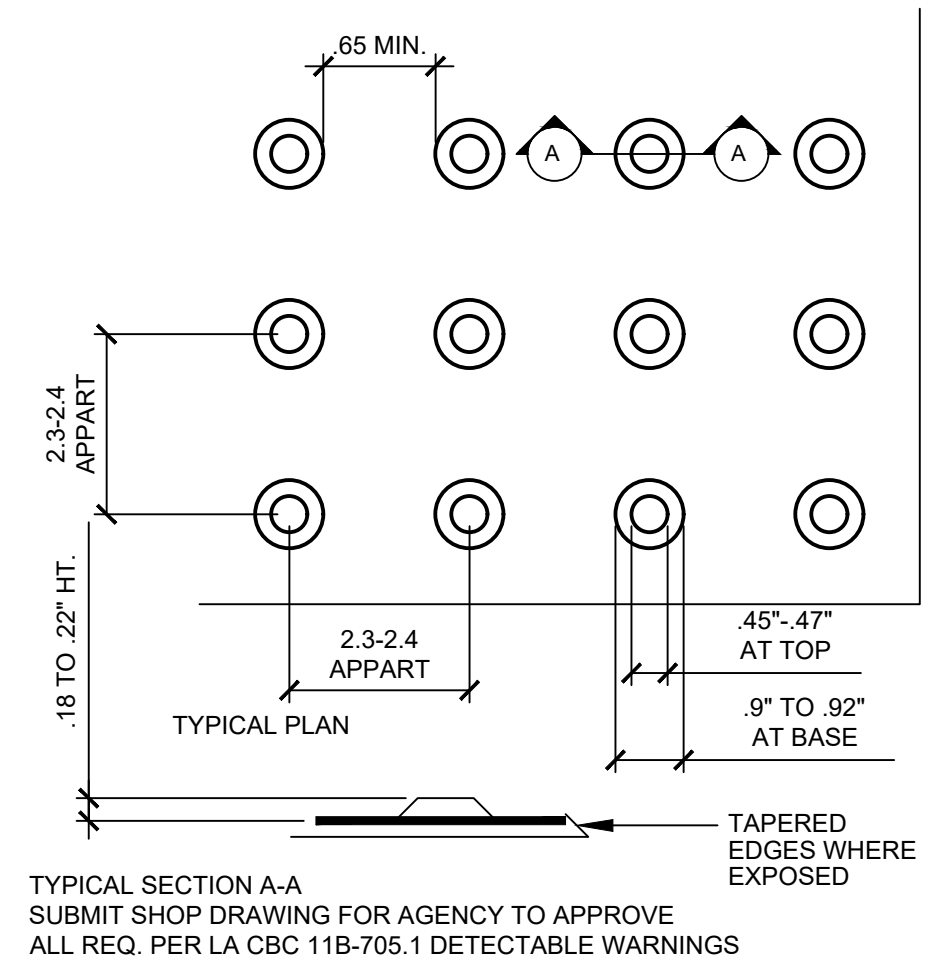 .65 MIN.
A
A
2.3-2.4
APPART
.18 TO .22" HT.
2.3-2.4
APPART
.45"-.47"
AT TOP
.9" TO .92"
AT BASE
TYPICAL PLAN
TAPERED
EDGES WHERE
EXPOSED
TYPICAL SECTION A-A
SUBMIT SHOP DRAWING FOR AGENCY TO APPROVE
ALL REQ. PER LA CBC 11B-705.1 DETECTABLE WARNINGS